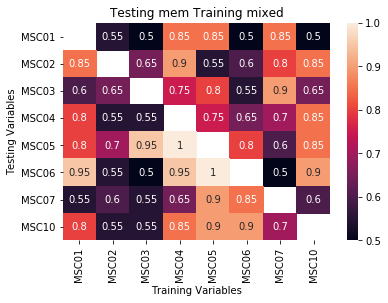 Testing mem Training mixed
MSC01 0.55 0.5 0.85 0.85 0.5 0.85 0.5 1.0
MSC02 0.85 0.65 0.9 0.55 0.6 0.8 0.85 0.9
MSC03 0.6 0.65 0.75 0.8 0.55 0.9 0.65
MSC04 0.8 0.55 0.55 0.75 0.65 0.7 0.85 0.8
MSC05 0.8 0.7 0.95 1 0.8 0.6 0.85 0.7
MSC06 0.95 0.55 0.5 0.95 1 0.5 0.9
MSC07 0.55 0.6 0.55 0.65 0.9 0.85 0.6 0.6
MSC10 0.8 0.55 0.55 0.85 0.9 0.9 0.7 0.5
Testing Variables
MSC01 MSC02 MSC03 MSC04 MSC05 MSC06 MSC07 MSC10
Training Variables